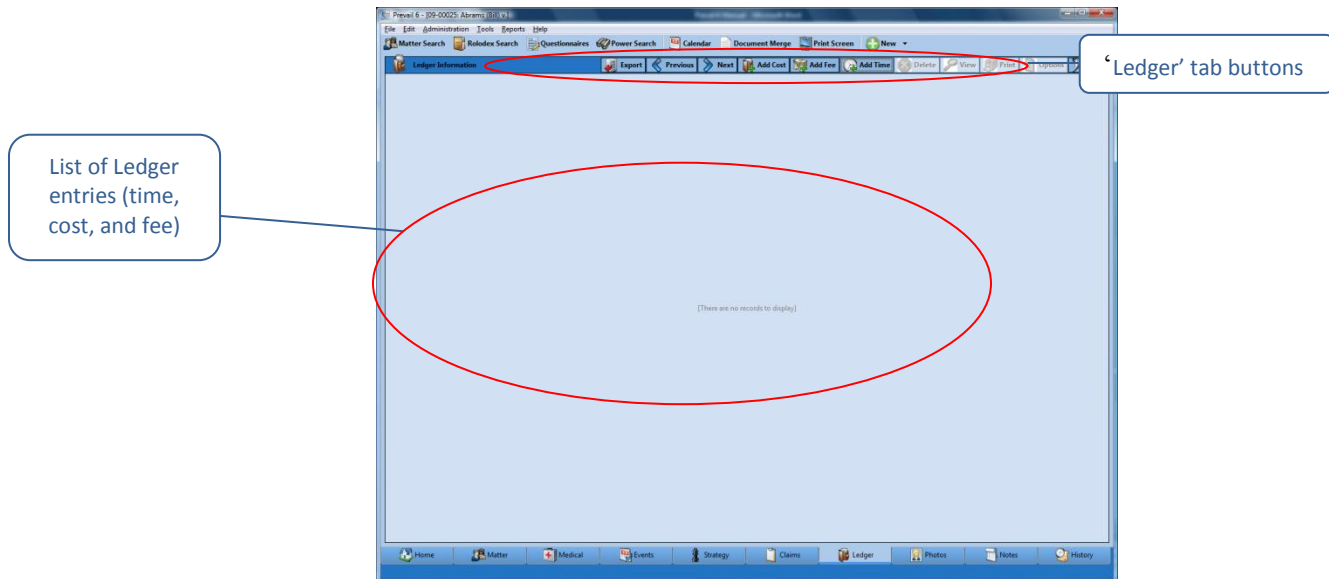 Prevail 6 - [09-00025: Abrams (Bill) v.]
File Edit Administration Tools Reports Help
Matter Search Rolodex Search Questionnaires Power Search Calendar Document Merge Print Screen New
Ledger Information Export Previous Next Add Cost Add Fee Add Time Delete View Print Options
‘Ledger’ tab buttons
List of Ledger
entries (time,
cost, and fee)
[There are no records to display]
Home Matter Medical Events Strategy Claims Ledger Photos Notes History